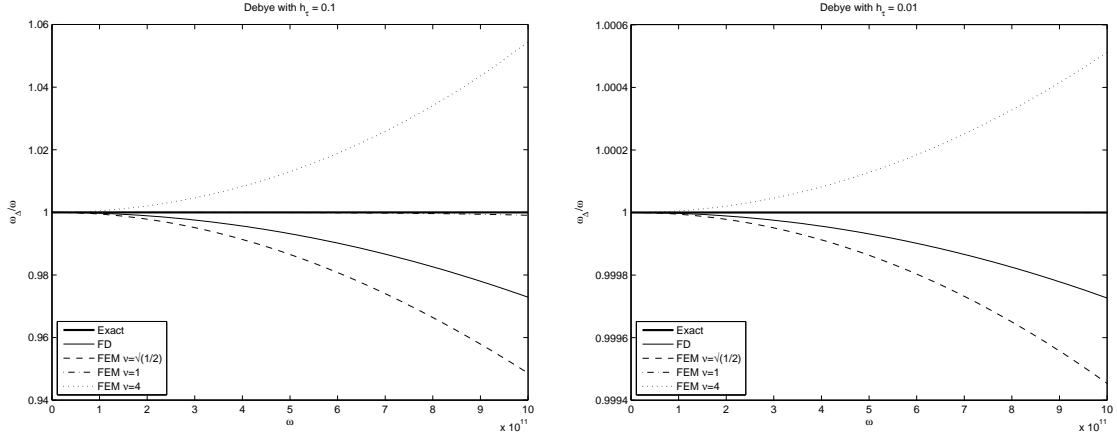 Debye with hτ = 0.1
1.06
1.04
1.02
1
0.98
0.96
0.94
ωΔ/ω
Exact
FD
FEM ν=√(1/2)
FEM ν=1
FEM ν=4
0 1 2 3 4 5 6 7 8 9 10
ω
x 10^11
Debye with hτ = 0.01
1.0006
1.0004
1.0002
1
0.9998
0.9996
0.9994
ωΔ/ω
Exact
FD
FEM ν=√(1/2)
FEM ν=1
FEM ν=4
0 1 2 3 4 5 6 7 8 9 10
ω
x 10^11